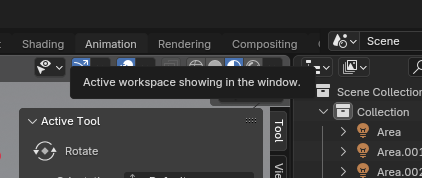 Shading Animation Rendering Compositing Scene
Active workspace showing in the window.
Scene Collection
Collection
Active Tool
Tool
Area
Rotate
Area.001
Area.002